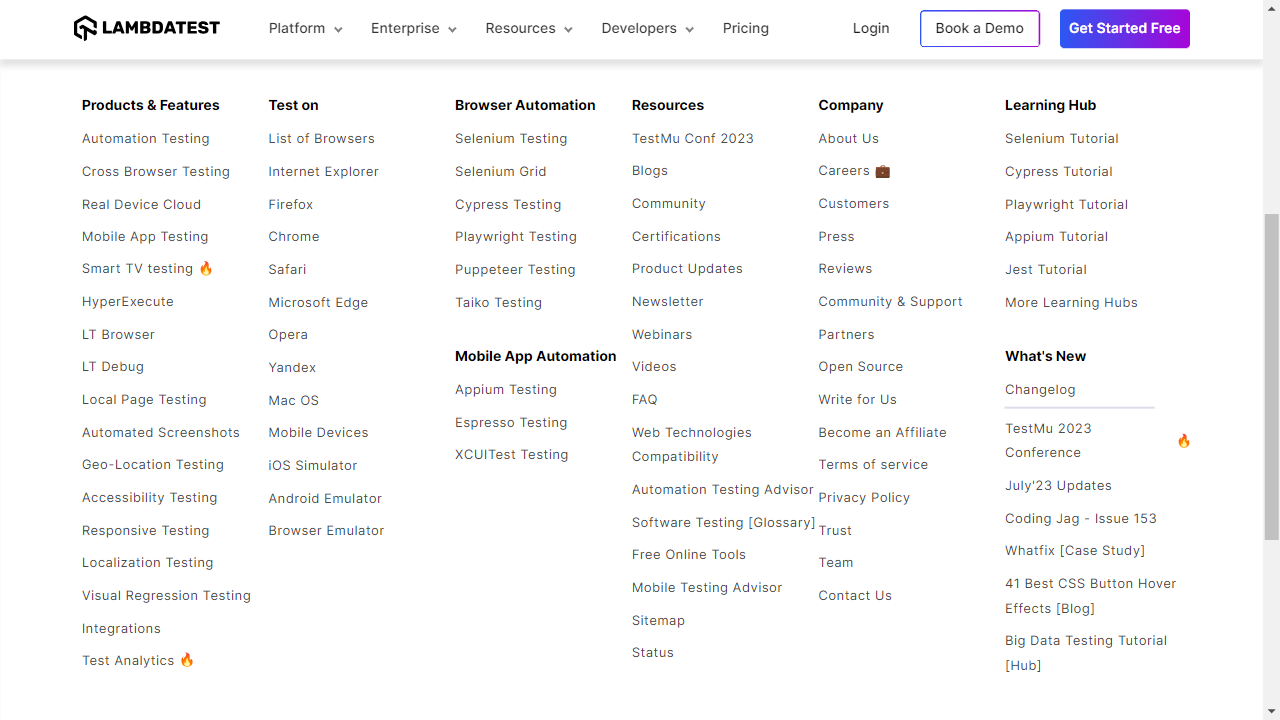 LAMBDATEST
Platform
Enterprise
Resources
Developers
Pricing
Login
Book a Demo
Get Started Free
Products & Features
Automation Testing
Cross Browser Testing
Real Device Cloud
Mobile App Testing
Smart TV testing 🔥
HyperExecute
LT Browser
LT Debug
Local Page Testing
Automated Screenshots
Geo-Location Testing
Accessibility Testing
Responsive Testing
Localization Testing
Visual Regression Testing
Integrations
Test Analytics 🔥
Test on
List of Browsers
Internet Explorer
Firefox
Chrome
Safari
Microsoft Edge
Opera
Yandex
Mac OS
Mobile Devices
iOS Simulator
Android Emulator
Browser Emulator
Browser Automation
Selenium Testing
Selenium Grid
Cypress Testing
Playwright Testing
Puppeteer Testing
Taiko Testing
Mobile App Automation
Appium Testing
Espresso Testing
XCUITest Testing
Resources
TestMu Conf 2023
Blogs
Community
Certifications
Product Updates
Newsletter
Webinars
Videos
FAQ
Web Technologies
Compatibility
Automation Testing Advisor
Software Testing [Glossary]
Free Online Tools
Mobile Testing Advisor
Sitemap
Status
Company
About Us
Careers 💼
Customers
Press
Reviews
Community & Support
Partners
Open Source
Write for Us
Become an Affiliate
Terms of service
Privacy Policy
Trust
Team
Contact Us
Learning Hub
Selenium Tutorial
Cypress Tutorial
Playwright Tutorial
Appium Tutorial
Jest Tutorial
More Learning Hubs
What's New
Changelog
TestMu 2023
Conference 🔥
July'23 Updates
Coding Jag - Issue 153
Whatfix [Case Study]
41 Best CSS Button Hover
Effects [Blog]
Big Data Testing Tutorial
[Hub]